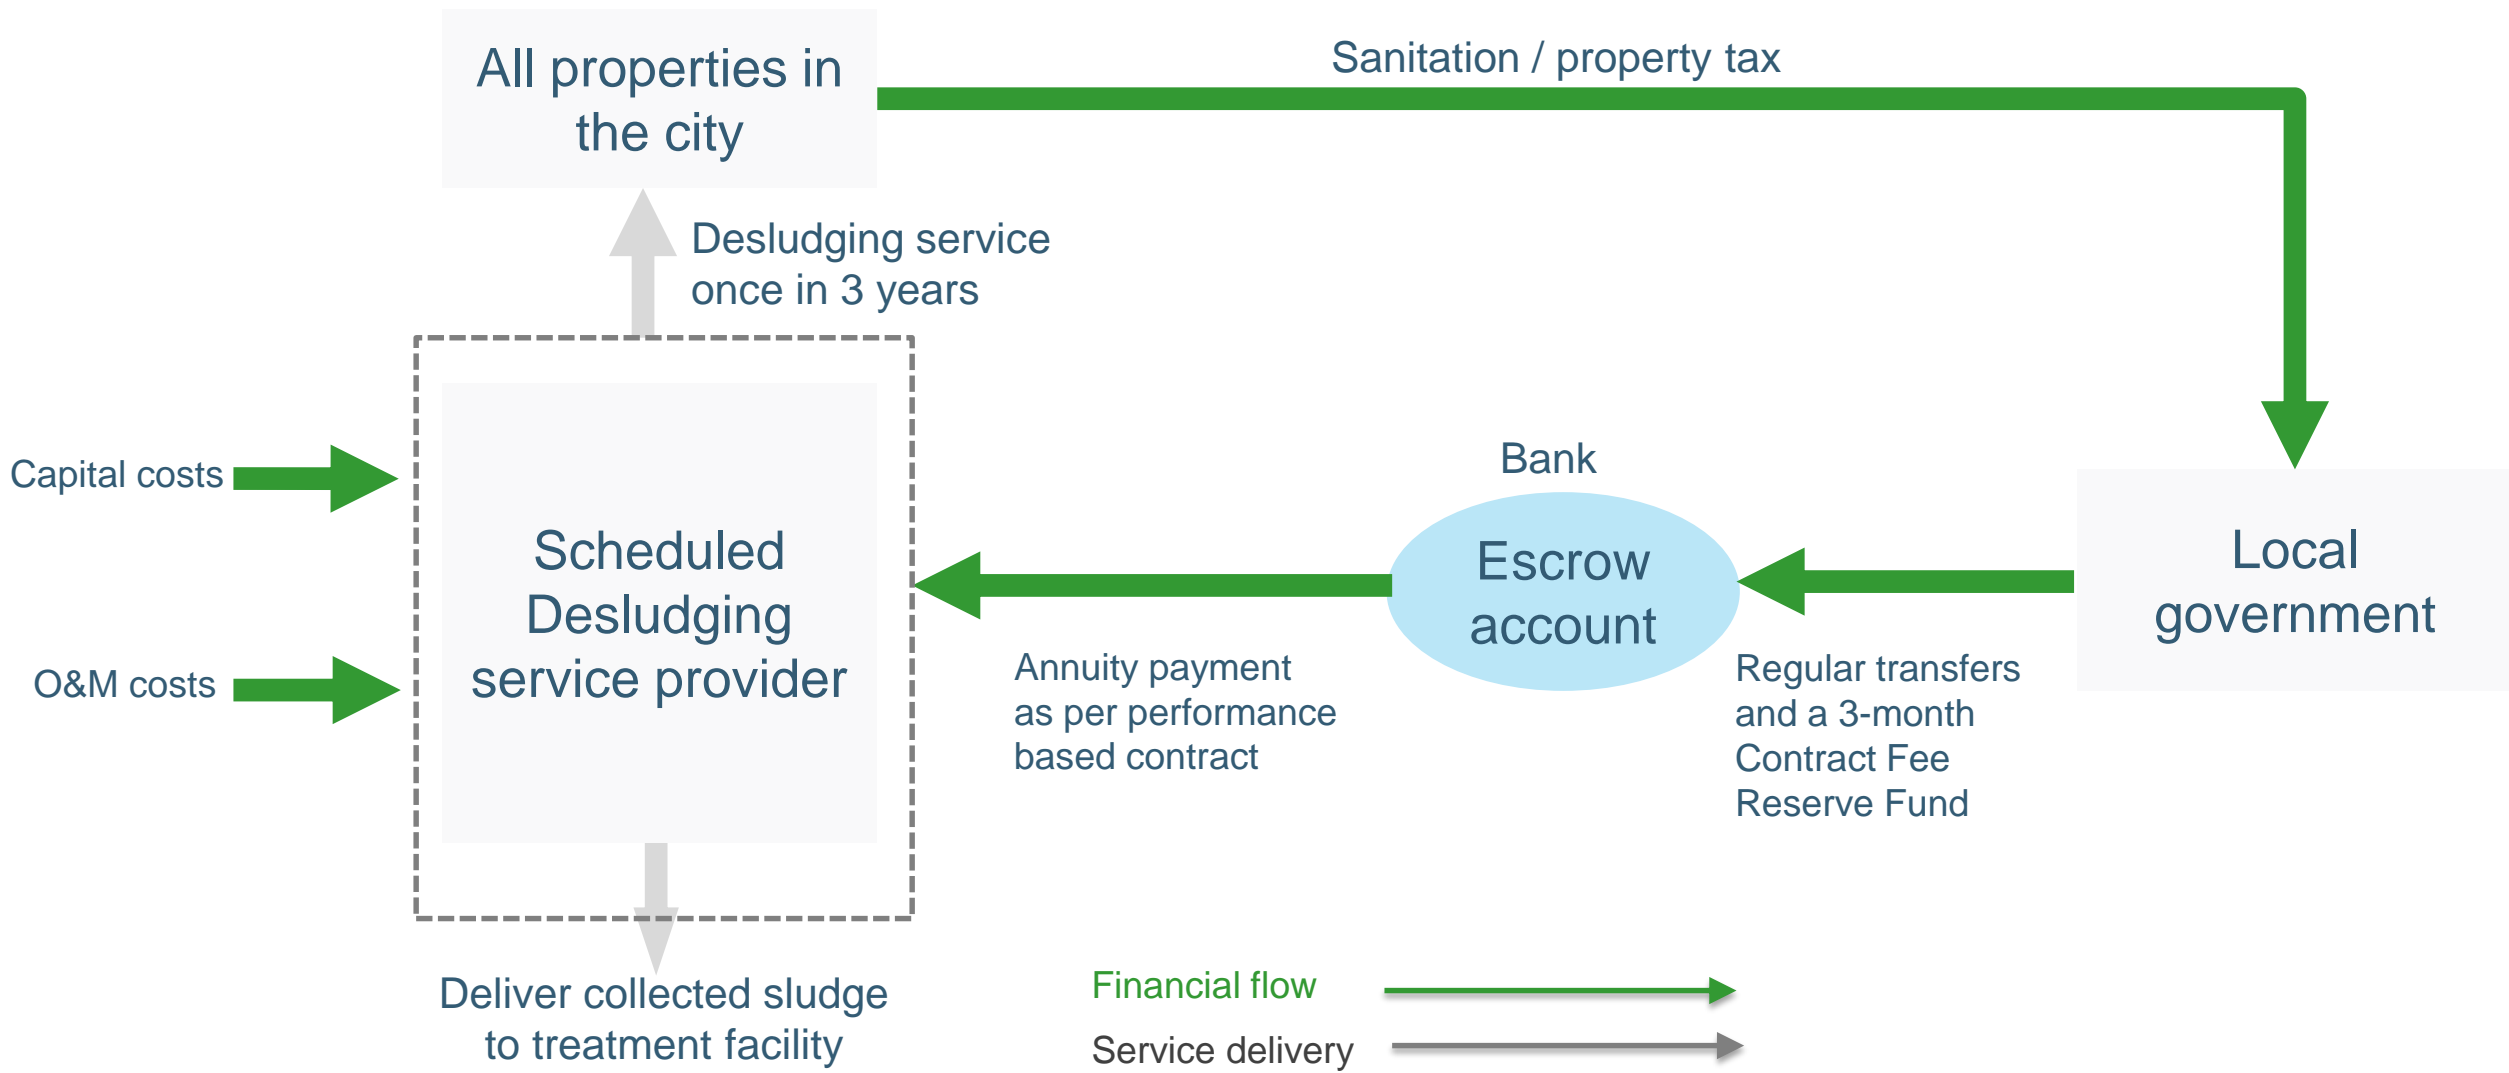 All properties in
the city
Sanitation / property tax
Desludging service
once in 3 years
Capital costs
O&M costs
Scheduled
Desludging
service provider
Annuity payment
as per performance
based contract
Bank
Escrow
account
Regular transfers
and a 3-month
Contract Fee
Reserve Fund
Local
government
Deliver collected sludge
to treatment facility
Financial flow
Service delivery